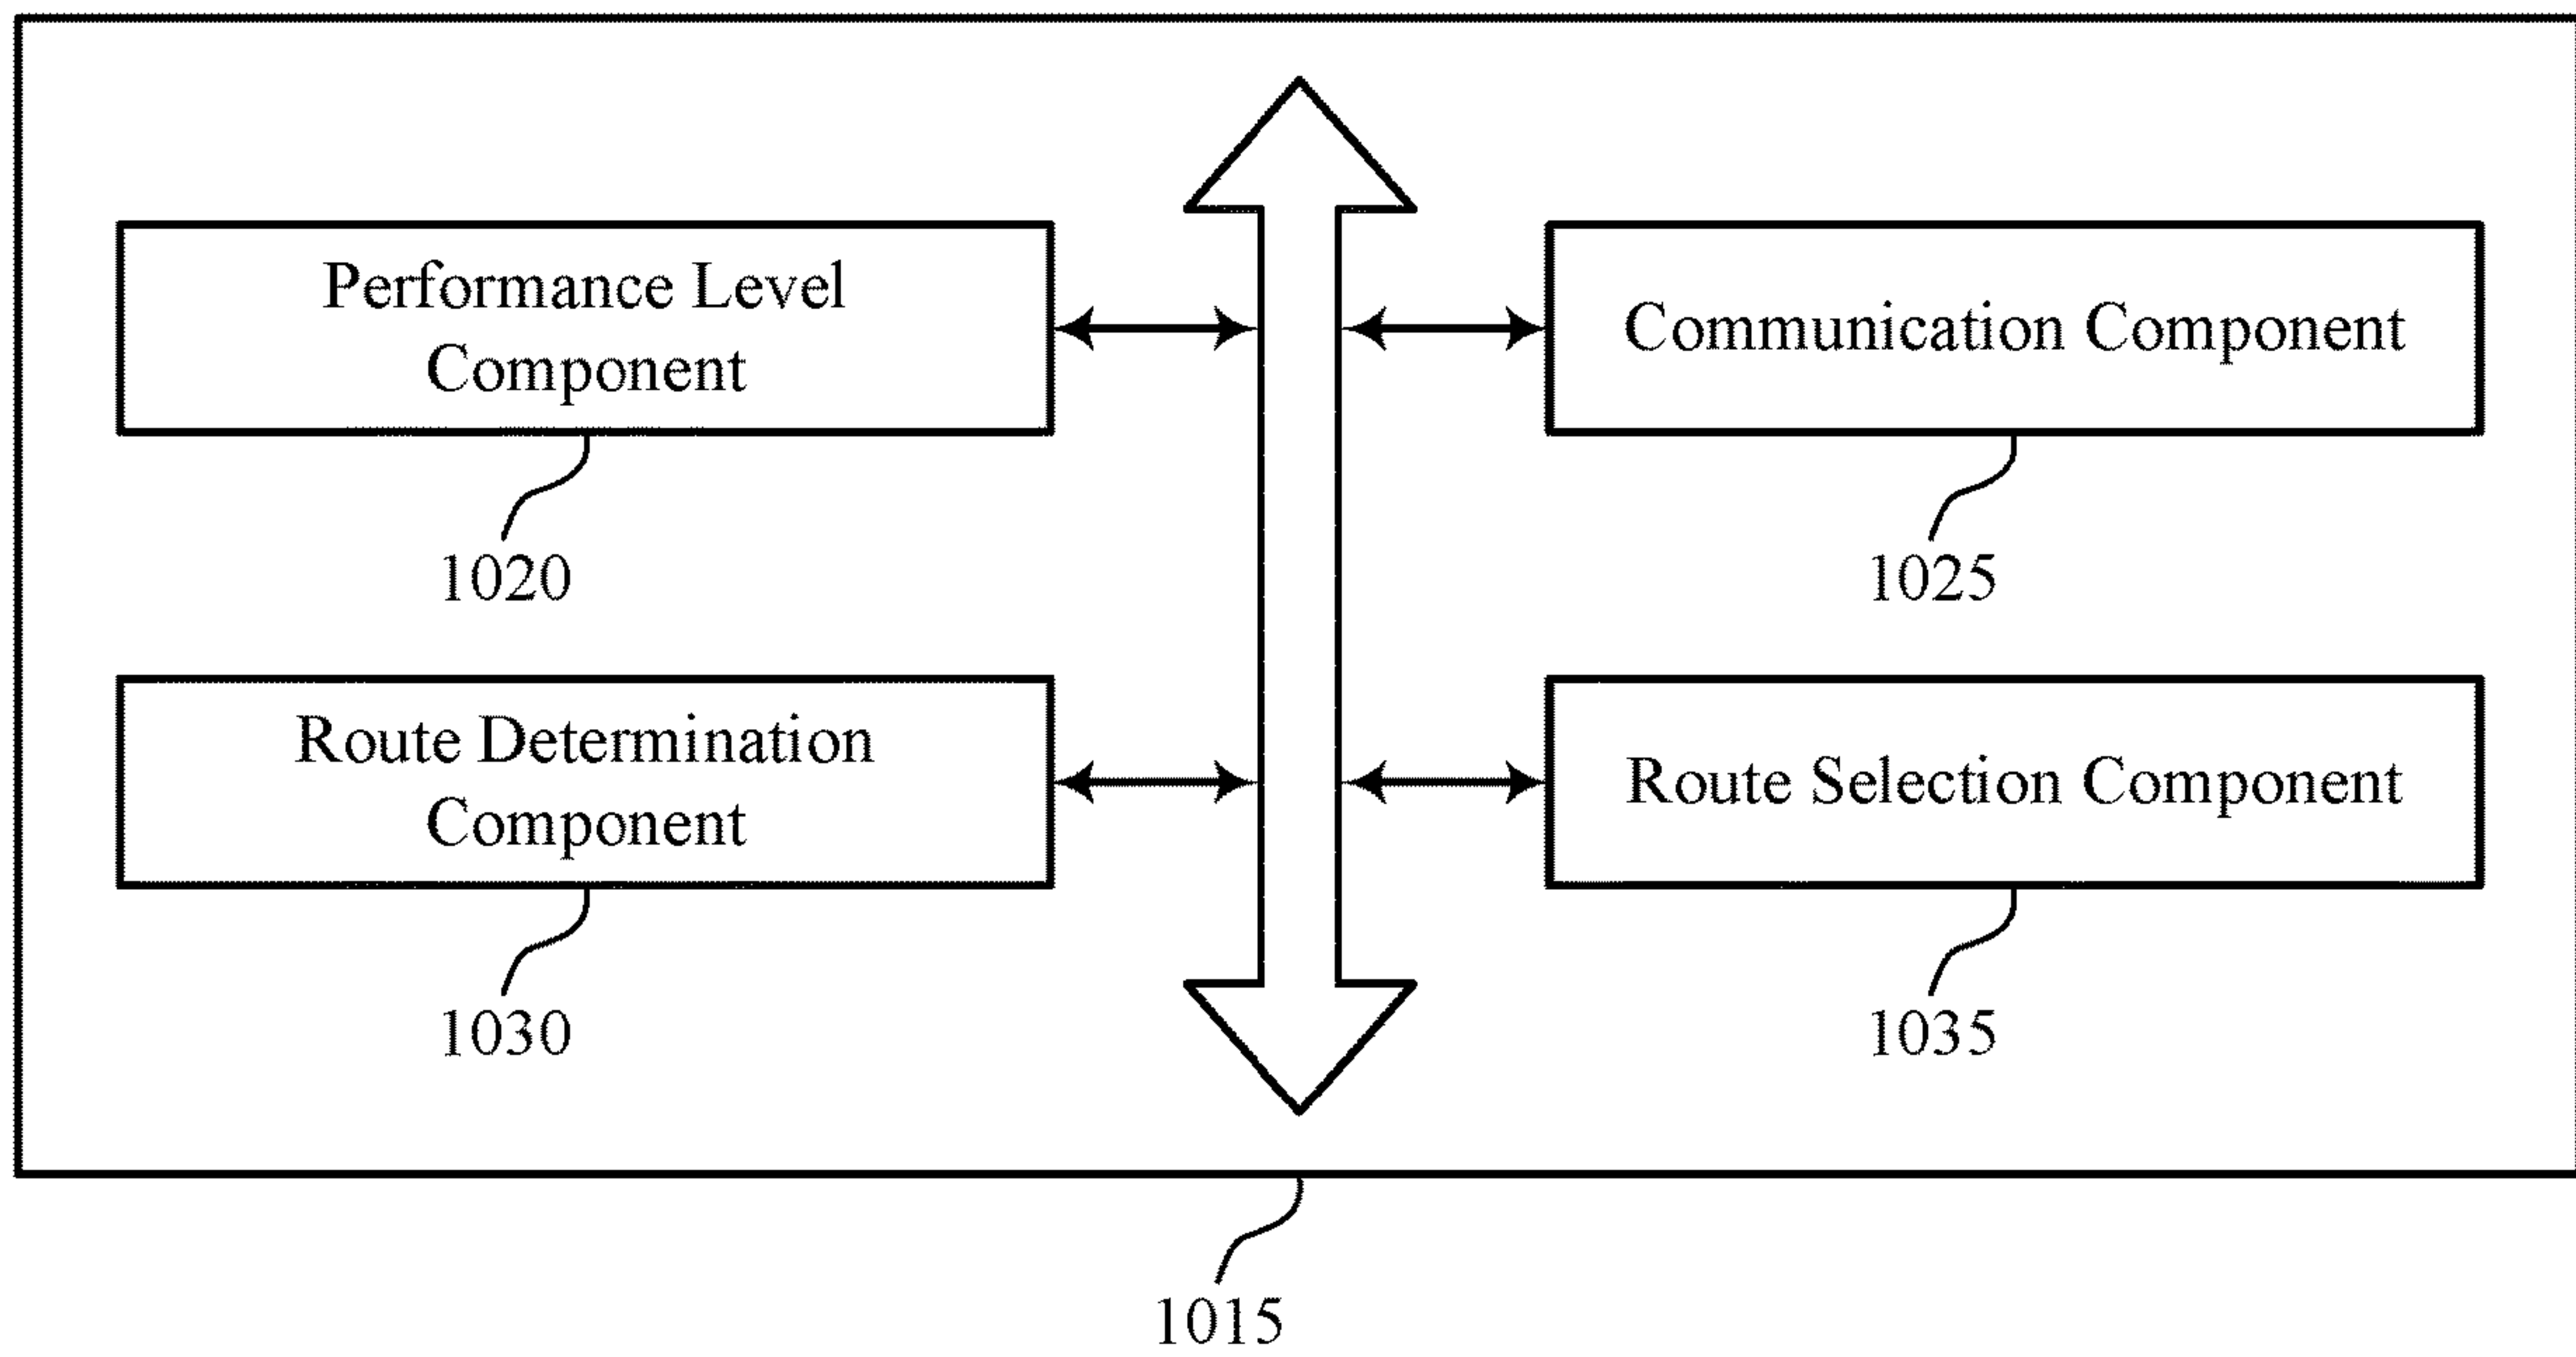 Performance Level
Component
Communication Component
1020
1025
Route Determination
Component
Route Selection Component
1030
1035
1015